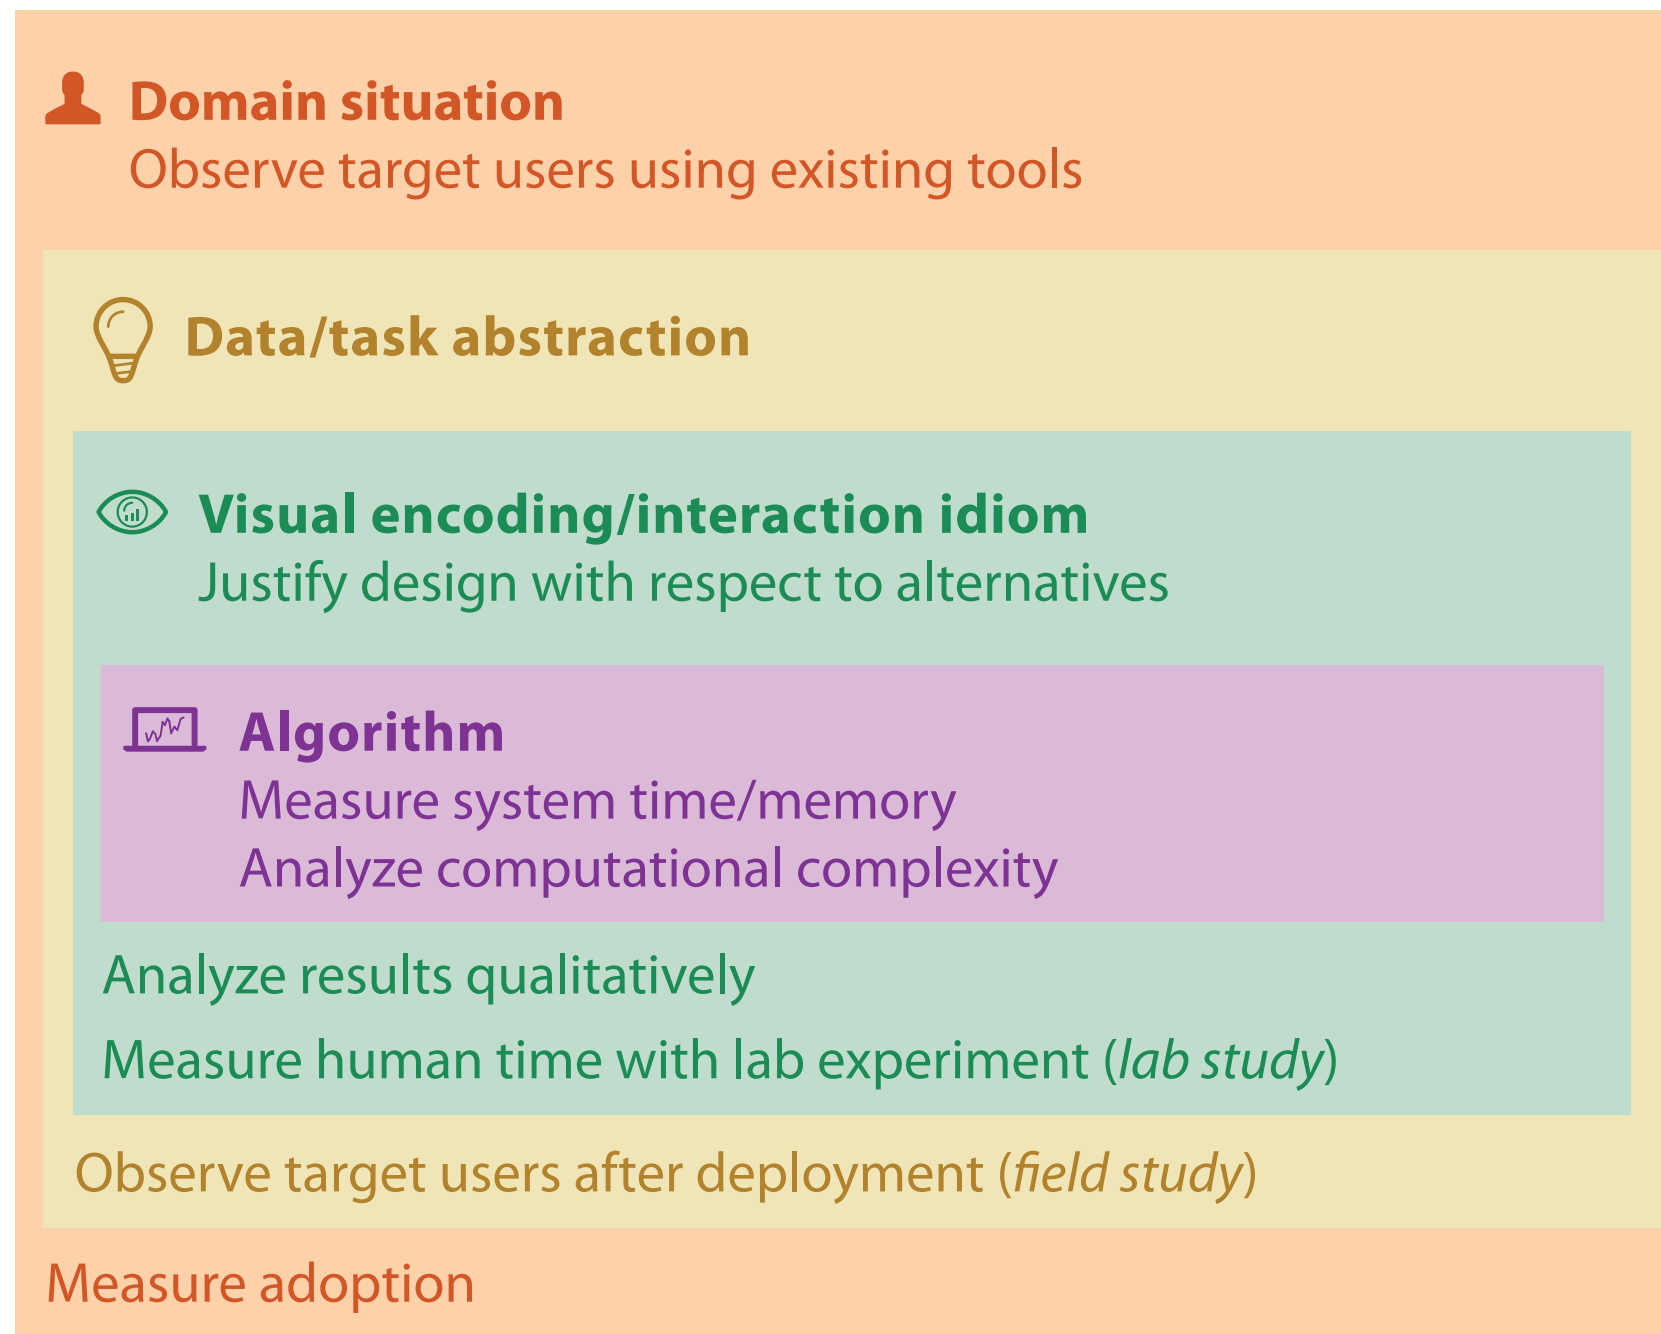 Domain situation
Observe target users using existing tools
Data/task abstraction
Visual encoding/interaction idiom
Justify design with respect to alternatives
Algorithm
Measure system time/memory
Analyze computational complexity
Analyze results qualitatively
Measure human time with lab experiment (lab study)
Observe target users after deployment (field study)
Measure adoption